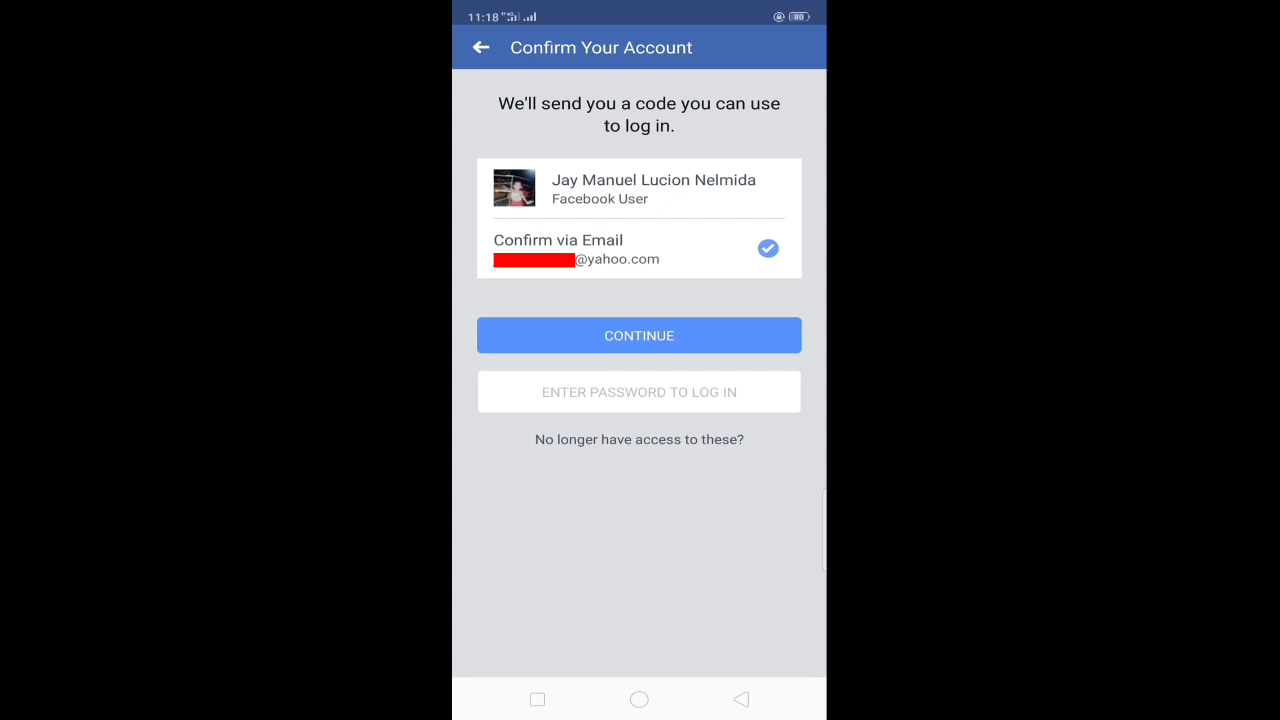 11:18 4G 80
Confirm Your Account
We'll send you a code you can use
to log in.
Jay Manuel Lucion Nelmida
Facebook User
Confirm via Email
@yahoo.com
CONTINUE
ENTER PASSWORD TO LOG IN
No longer have access to these?